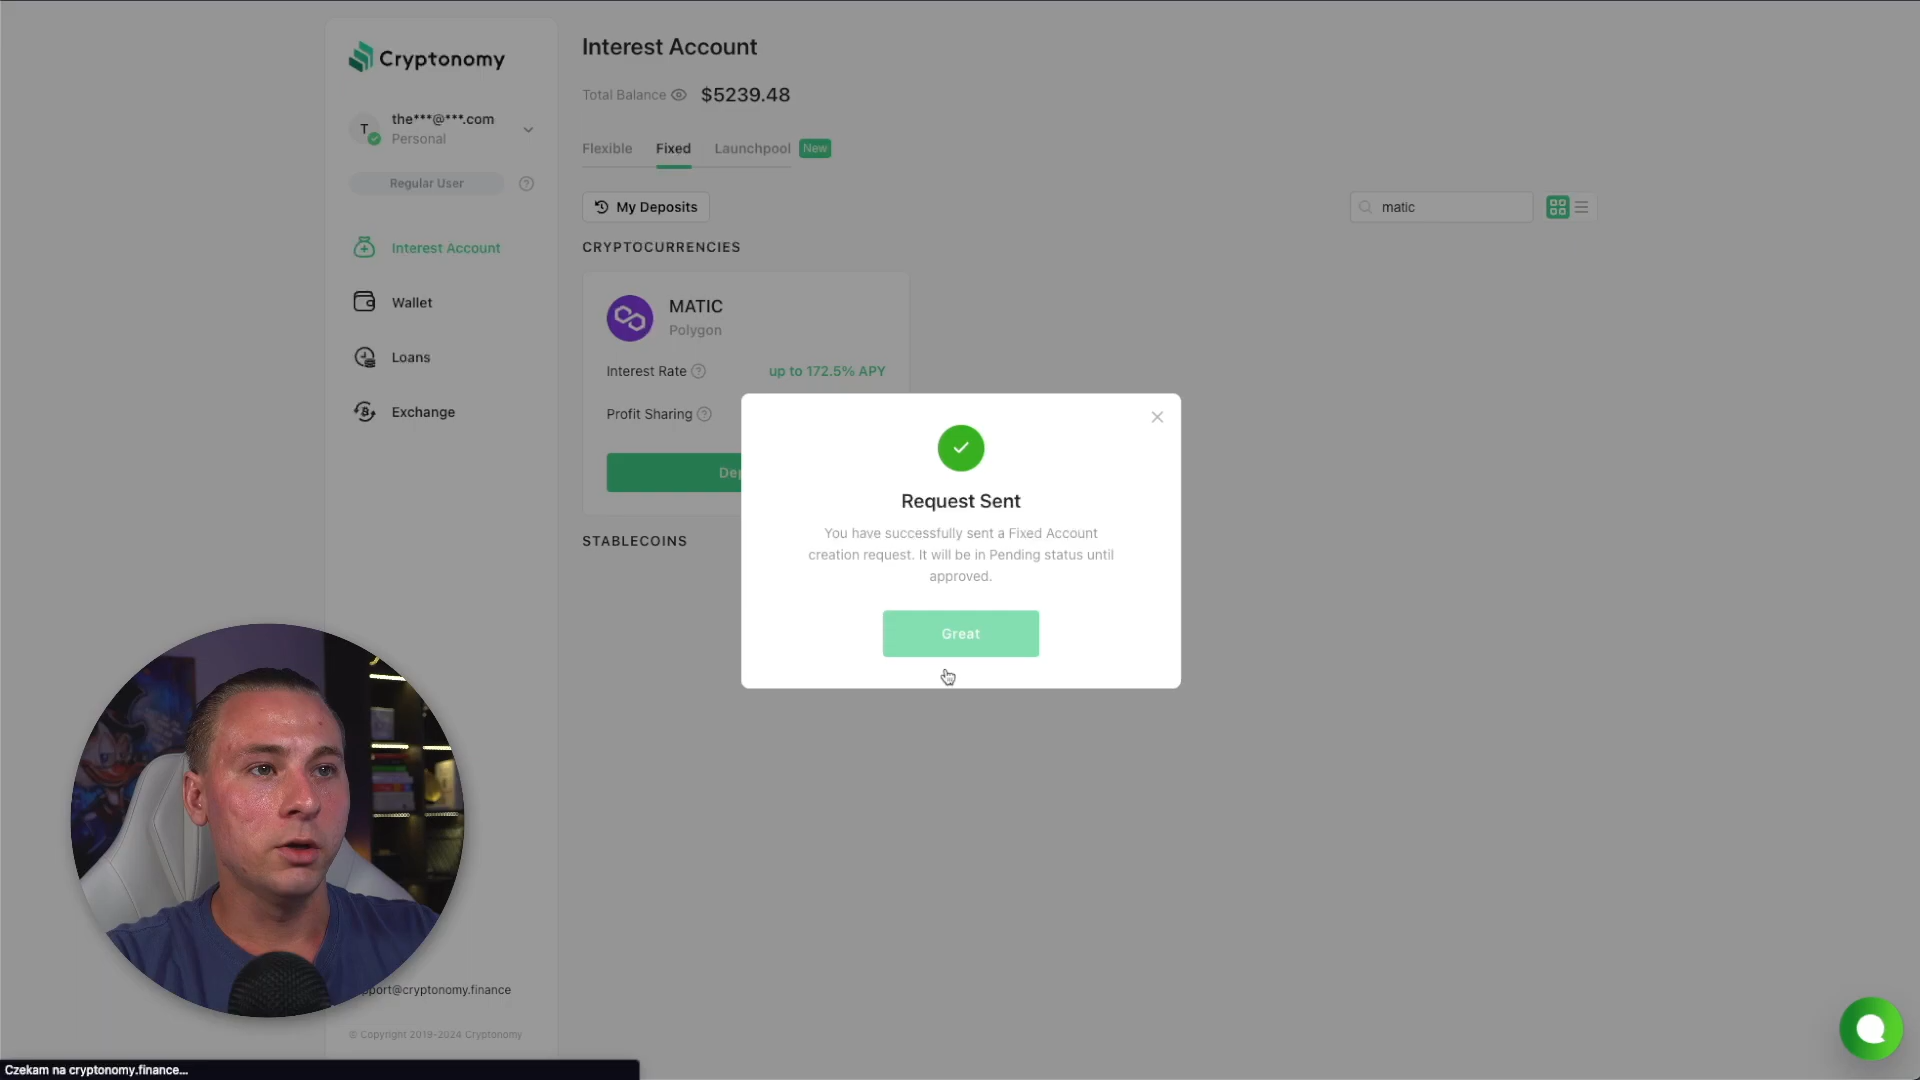 Cryptonomy
T
the***@***.com
Personal
Regular User
?
Interest Account
Wallet
Loans
Exchange
port@cryptonomy.finance
© Copyright 2019-2024 Cryptonomy
Interest Account
Total Balance $5239.48
Flexible Fixed Launchpool New
My Deposits
matic
CRYPTOCURRENCIES
MATIC
Polygon
Interest Rate ? up to 172.5% APY
Profit Sharing ?
Dep
STABLECOINS
Request Sent
You have successfully sent a Fixed Account
creation request. It will be in Pending status until
approved.
Great
Czekam na cryptonomy.finance...